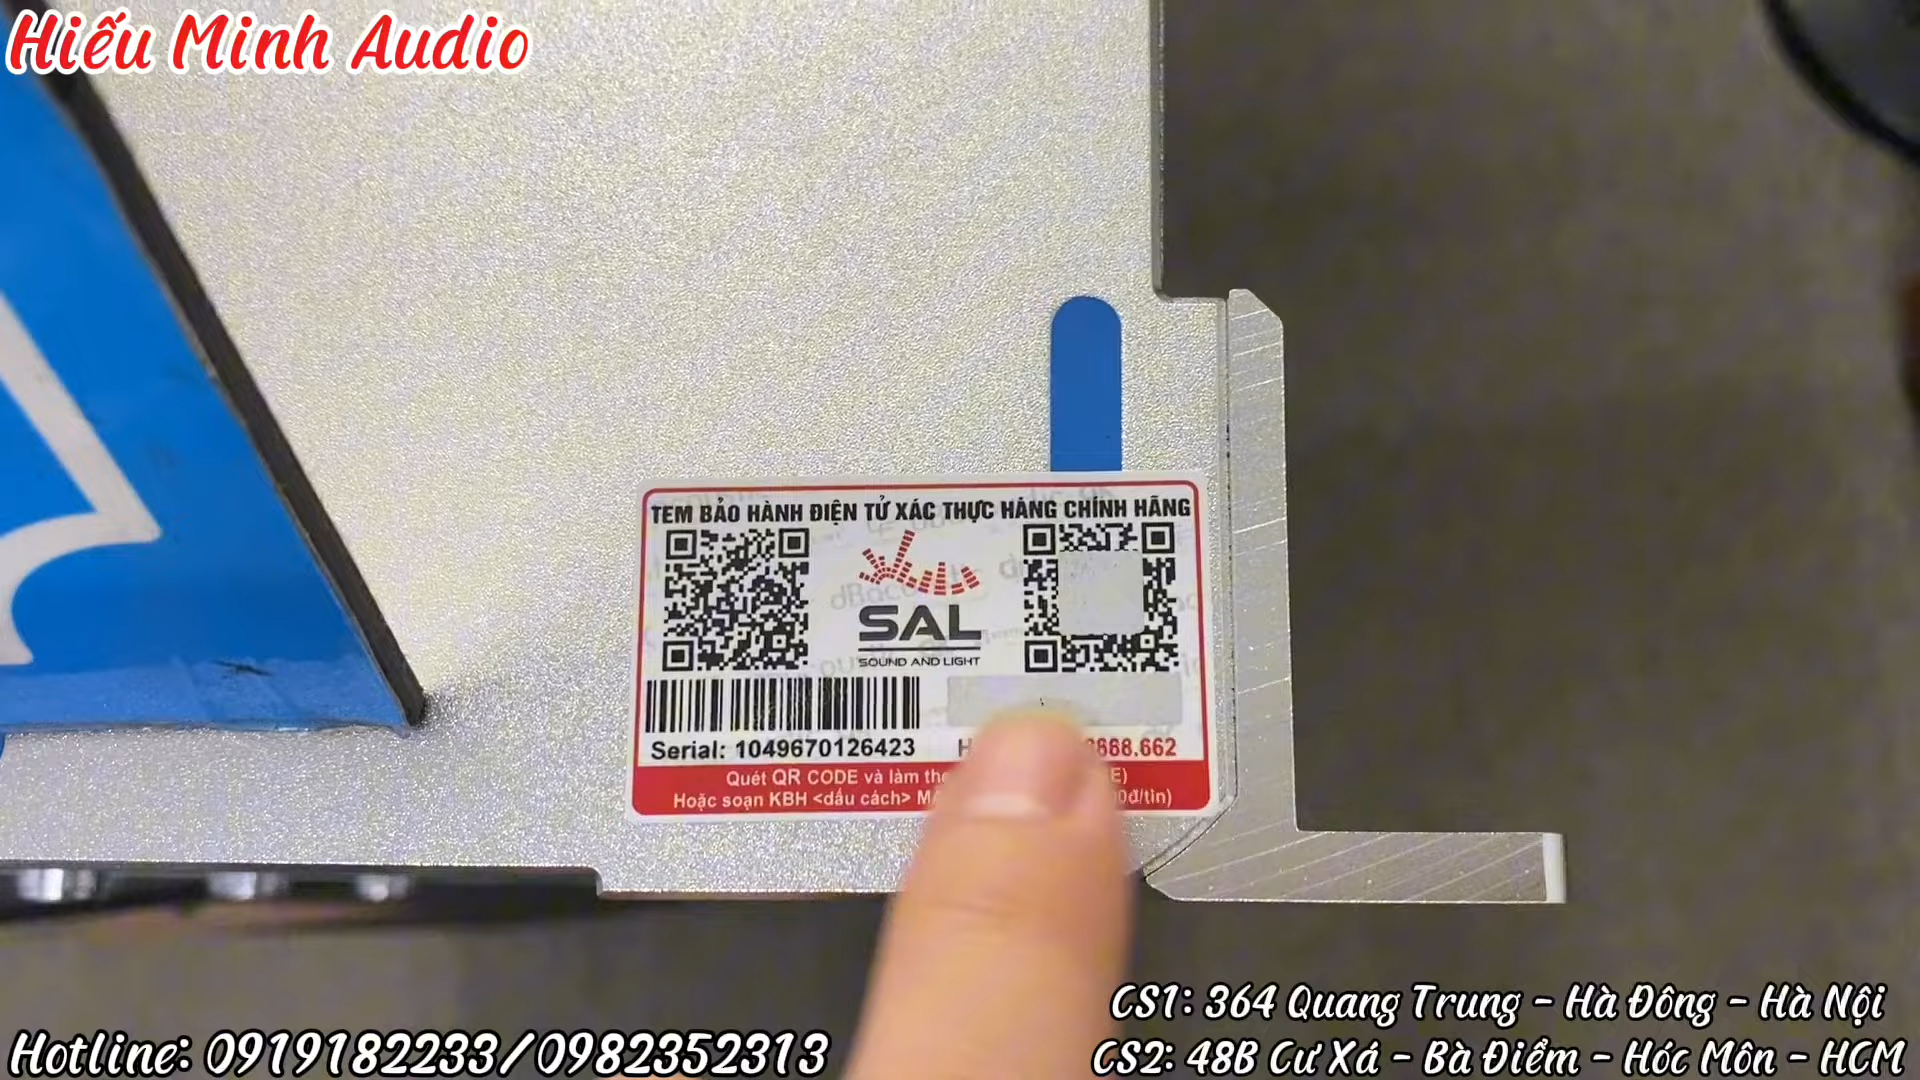 Hiếu Minh Audio
TEM BẢO HÀNH ĐIỆN TỬ XÁC THỰC HÀNG CHÍNH HÃNG
SAL
SOUND AND LIGHT
Serial: 1049670126423
888.662
Quét QR CODE và làm
Hoặc soạn KBH <dấu cách>
CS1: 364 Quang Trung - Hà Đông - Hà Nội
Hotline: 0919182233/0982352313
CS2: 48B Cư Xá - Bà Điểm - Hóc Môn - HCM